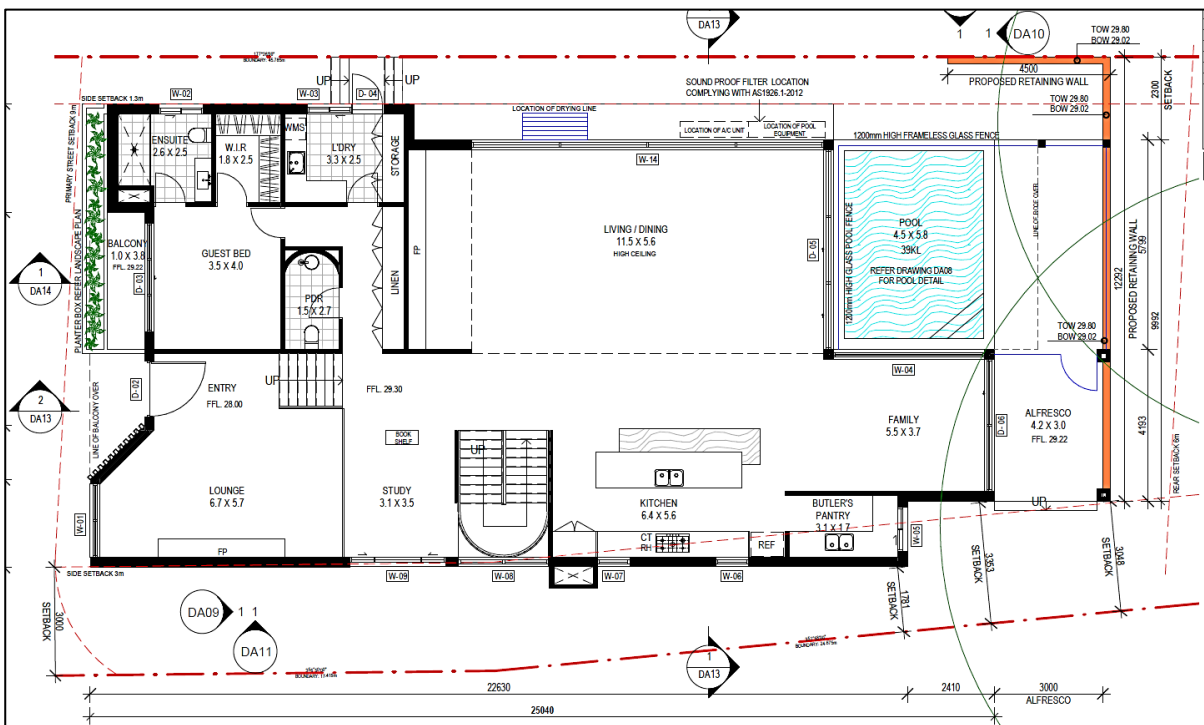 DA13
1 1
DA10
TOW 29.80
BOW 29.02
4500
PROPOSED RETAINING WALL
2300
SETBACK
UP
UP
SOUND PROOF FILTER LOCATION
COMPLYING WITH AS1926.1-2012
SIDE SETBACK 1.3m
W-02
W-03
D- 04
LOCATION OF DRYING LINE
LOCATION OF A/C UNIT
LOCATION OF POOL
EQUIPMENT
TOW 29.80
BOW 29.02
1200mm HIGH FRAMELESS GLASS FENCE
PRIMARY STREET SETBACK 9m
ENSUITE
2.6 X 2.5
W.I.R
1.8 X 2.5
WMS
L'DRY
3.3 X 2.5
STORAGE
W-14
PLANTER BOX REFER LANDSCAPE PLAN
BALCONY
1.0 X 3.8
FFL. 29.22
D- 03
GUEST BED
3.5 X 4.0
LINEN
FP
LIVING / DINING
11.5 X 5.6
HIGH CEILING
D- 05
1200mm HIGH GLASS POOL FENCE
POOL
4.5 X 5.8
39KL
REFER DRAWING DA08
FOR POOL DETAIL
LINE OF ROOF OVER
PROPOSED RETAINING WALL
5799
12292
9992
1
DA14
PDR
1.5 X 2.7
TOW 29.80
BOW 29.02
2
DA13
LINE OF BALCONY OVER
D- 02
ENTRY
FFL. 28.00
UP
FFL. 29.30
W-04
FAMILY
5.5 X 3.7
D- 06
ALFRESCO
4.2 X 3.0
FFL. 29.22
4193
REAR SETBACK 6m
BOOK
SHELF
UP
W-01
LOUNGE
6.7 X 5.7
STUDY
3.1 X 3.5
KITCHEN
6.4 X 5.6
BUTLER'S
PANTRY
3.1 X 1.7
UP
W-05
FP
CT
RH
REF
SIDE SETBACK 3m
W-09
W-08
W-07
W-06
3000
SETBACK
1781
3353
SETBACK
3048
SETBACK
DA09
1 1
DA11
1
DA13
22630
2410
3000
ALFRESCO
25040